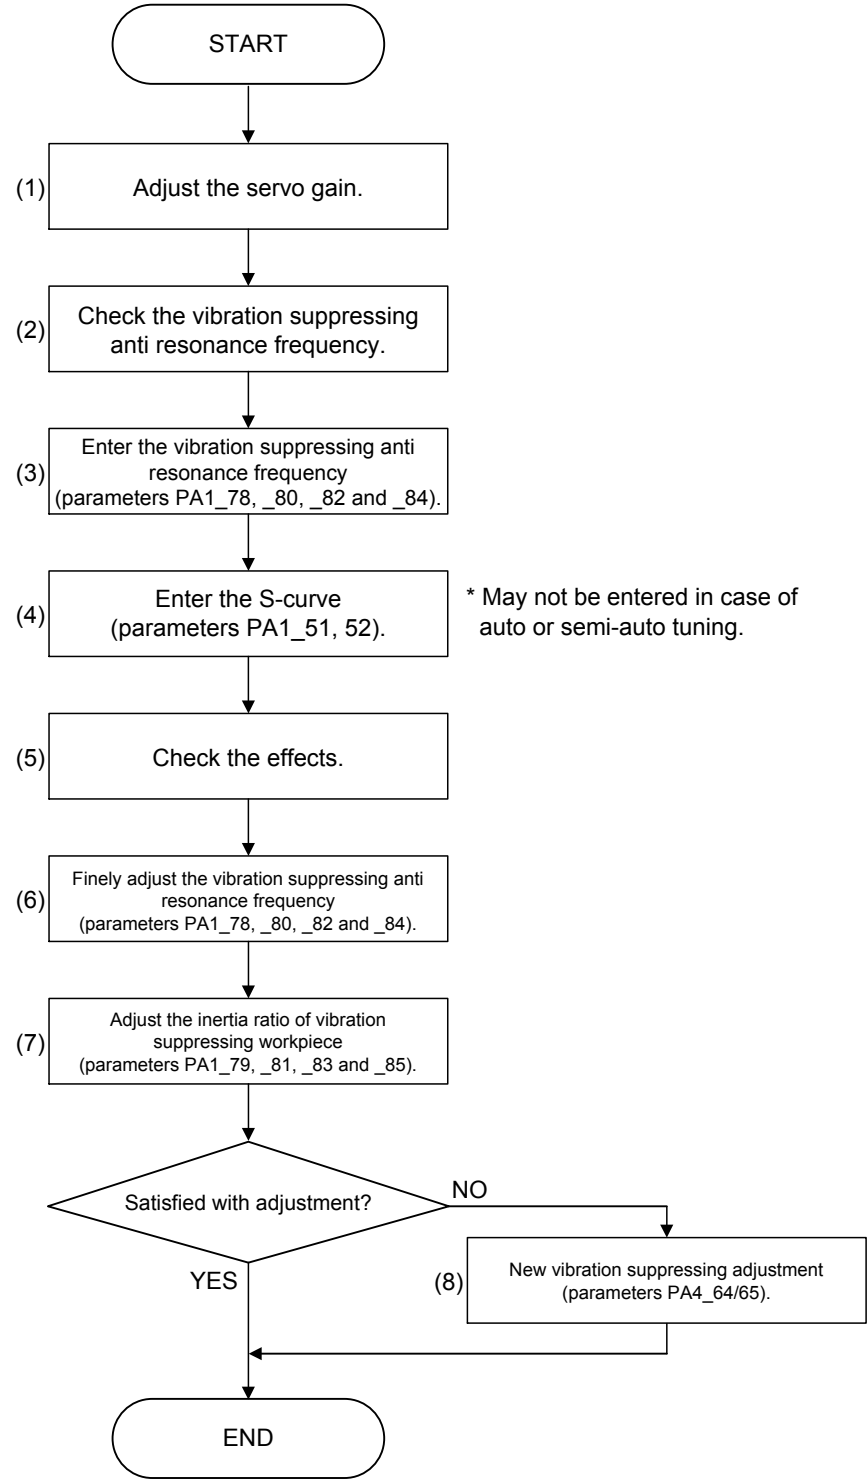 START
(1)
Adjust the servo gain.
(2)
Check the vibration suppressing
anti resonance frequency.
(3)
Enter the vibration suppressing anti
resonance frequency
(parameters PA1_78, _80, _82 and _84).
(4)
Enter the S-curve
(parameters PA1_51, 52).
* May not be entered in case of
auto or semi-auto tuning.
(5)
Check the effects.
(6)
Finely adjust the vibration suppressing anti
resonance frequency
(parameters PA1_78, _80, _82 and _84).
(7)
Adjust the inertia ratio of vibration
suppressing workpiece
(parameters PA1_79, _81, _83 and _85).
Satisfied with adjustment?
NO
YES
(8)
New vibration suppressing adjustment
(parameters PA4_64/65).
END